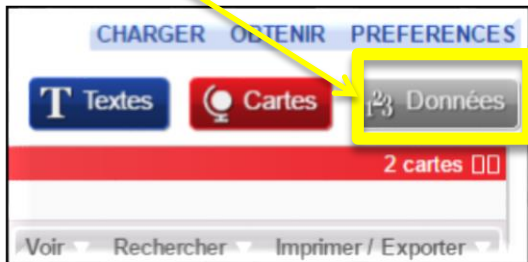 CHARGER OBTENIR PREFERENCES
T Textes Cartes 123 Données
2 cartes
Voir Rechercher Imprimer / Exporter